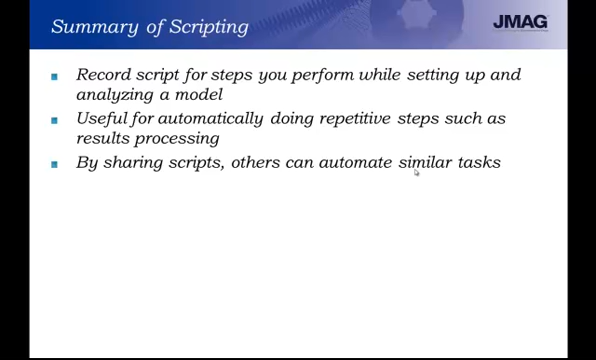 Summary of Scripting
JMAG
Record script for steps you perform while setting up and
analyzing a model
Useful for automatically doing repetitive steps such as
results processing
By sharing scripts, others can automate similar tasks